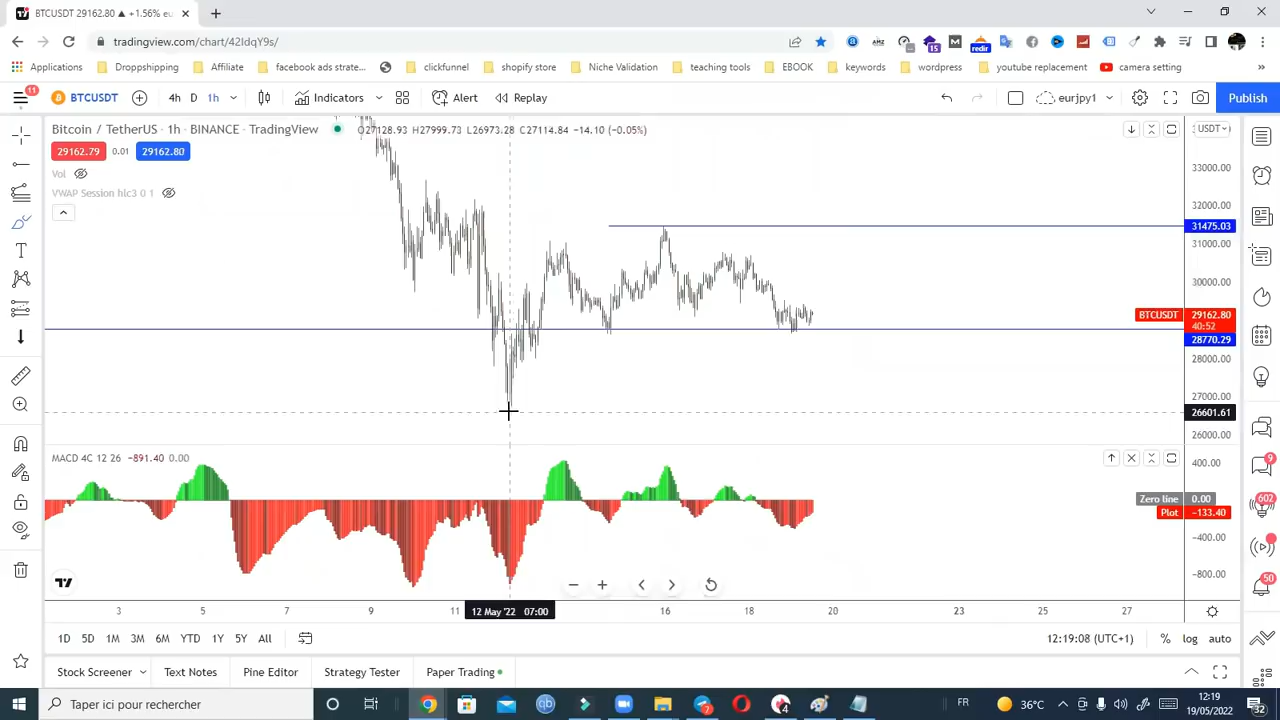 BTCUSDT 29162.80 ▲ +1.56% eu
tradingview.com/chart/42IdqY9s/
Applications Droppshipping Affiliate facebook ads strate... clickfunnel shopify store Niche Validation teaching tools EBOOK keywords wordpress youtube replacement camera setting
11 BTCUSDT 4h D 1h Indicators Alert Replay eurjpy1 Publish
Bitcoin / TetherUS · 1h · BINANCE · TradingView O27128.93 H27999.73 L26973.28 C27114.84 −14.10 (−0.05%) USDT
29162.79 0.01 29162.80
Vol
VWAP Session hlc3 0 1
33000.00
32000.00
31475.03
31000.00
30000.00
BTCUSDT 29162.80
40:52
28770.29
28000.00
27000.00
26601.61
26000.00
MACD 4C 12 26 −891.40 0.00
400.00
Zero line 0.00
Plot −133.40
−400.00
−800.00
3 5 7 9 11 12 May '22 07:00 16 18 20 23 25 27
1D 5D 1M 3M 6M YTD 1Y 5Y All 12:19:08 (UTC+1) % log auto
Stock Screener Text Notes Pine Editor Strategy Tester Paper Trading
Taper ici pour rechercher FR 36°C 12:19
19/05/2022